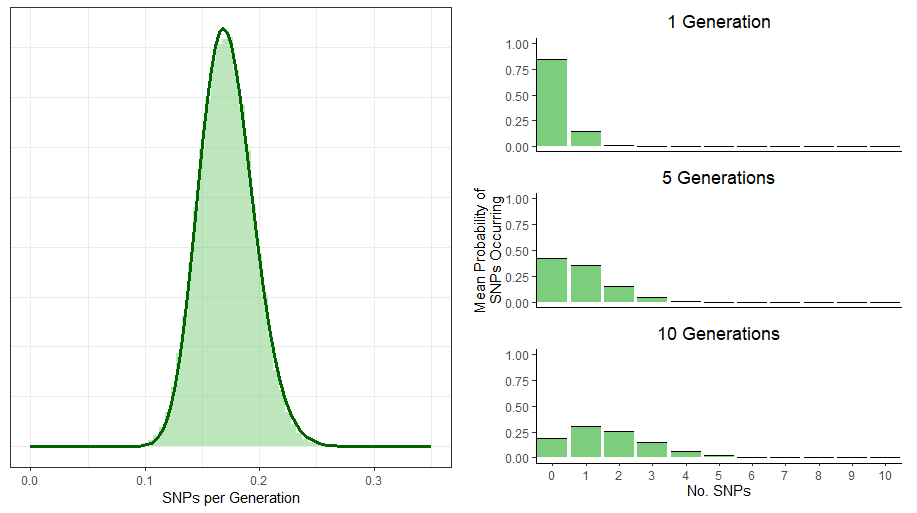 0.0 0.1 0.2 0.3
SNPs per Generation
Mean Probability of
SNPs Occurring
1 Generation
1.00
0.75
0.50
0.25
0.00
5 Generations
1.00
0.75
0.50
0.25
0.00
10 Generations
1.00
0.75
0.50
0.25
0.00
0 1 2 3 4 5 6 7 8 9 10
No. SNPs